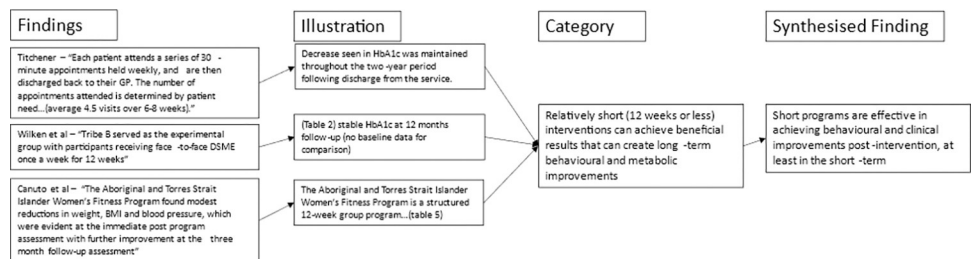 Findings
Illustration
Category
Synthesised Finding
Titchener – "Each patient attends a series of 30 -
minute appointments held weekly, and are then
discharged back to their GP. The number of
appointments attended is determined by patient
need...(average 4.5 visits over 6-8 weeks)."
Decrease seen in HbA1c was maintained
throughout the two -year period
following discharge from the service.
Wilken et al – "Tribe B served as the experimental
group with participants receiving face -to-face DSME
once a week for 12 weeks"
(Table 2) stable HbA1c at 12 months
follow-up (no baseline data for
comparison)
Canuto et al – "The Aboriginal and Torres Strait
Islander Women's Fitness Program found modest
reductions in weight, BMI and blood pressure, which
were evident at the immediate post program
assessment with further improvement at the three
month follow-up assessment"
The Aboriginal and Torres Strait Islander
Women's Fitness Program is a structured
12-week group program...(table 5)
Relatively short (12 weeks or less)
interventions can achieve beneficial
results that can create long -term
behavioural and metabolic
improvements
Short programs are effective in
achieving behavioural and clinical
improvements post -intervention, at
least in the short -term